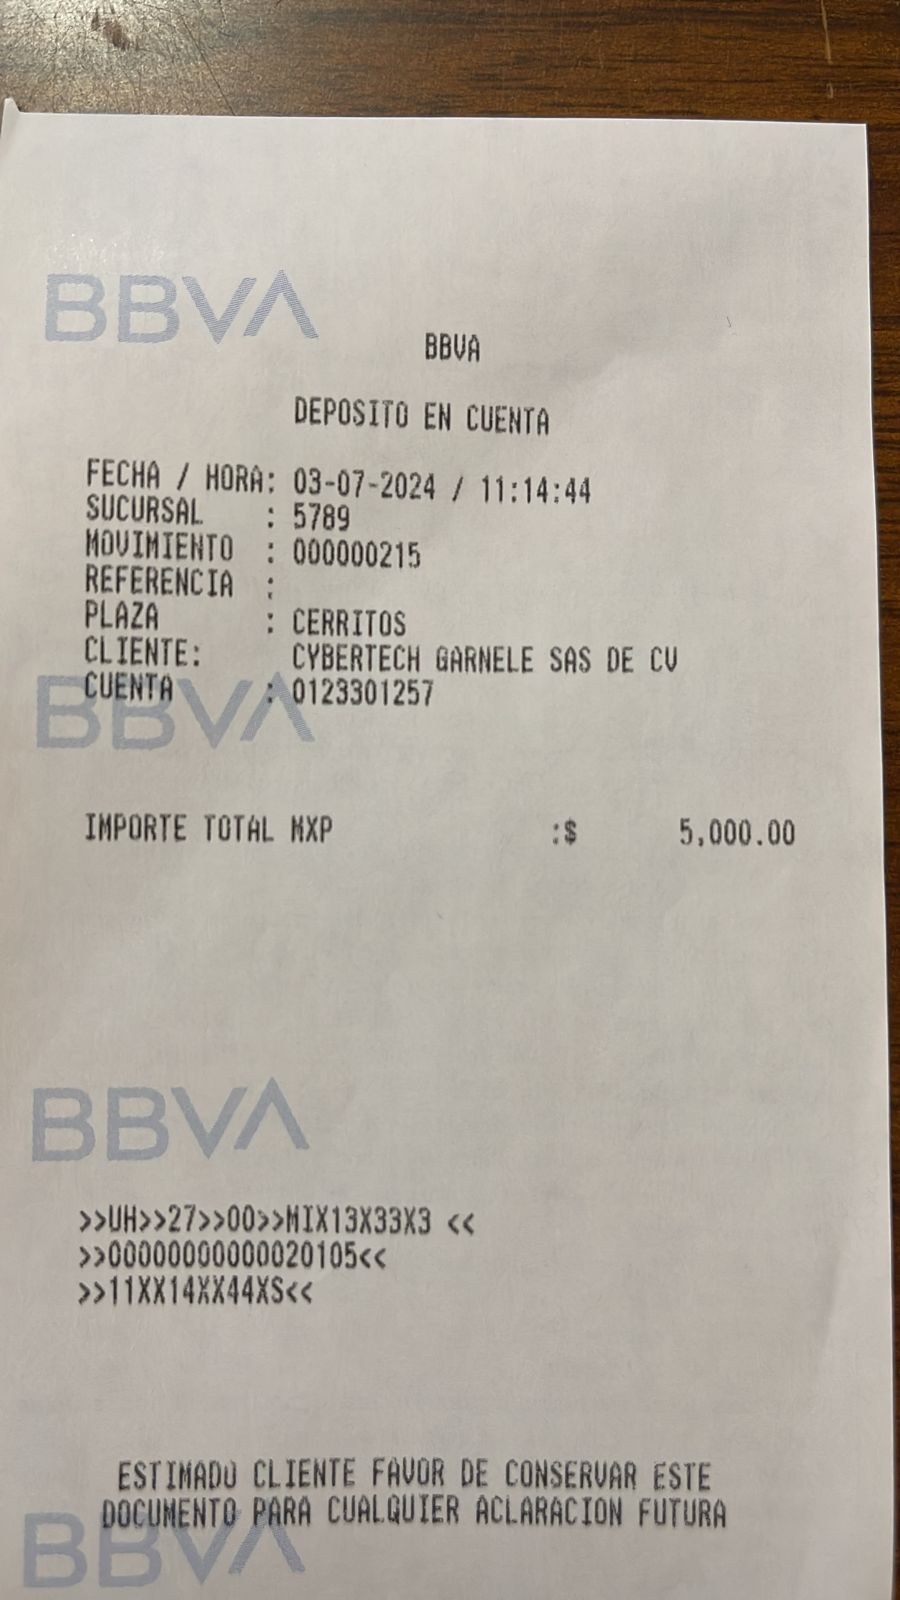 BBVA
BBVA
DEPOSITO EN CUENTA
FECHA / HORA: 03-07-2024 / 11:14:44
SUCURSAL : 5789
MOVIMIENTO : 000000215
REFERENCIA :
PLAZA : CERRITOS
CLIENTE: CYBERTECH GARNELE SAS DE CV
CUENTA : 0123301257
BBVA
IMPORTE TOTAL MXP :$ 5,000.00
BBVA
>>UH>>27>>00>>MIX13X33X3 <<
>>00000000000020105<<
>>11XX14XX44XS<<
ESTIMADO CLIENTE FAVOR DE CONSERVAR ESTE
DOCUMENTO PARA CUALQUIER ACLARACION FUTURA
BBVA